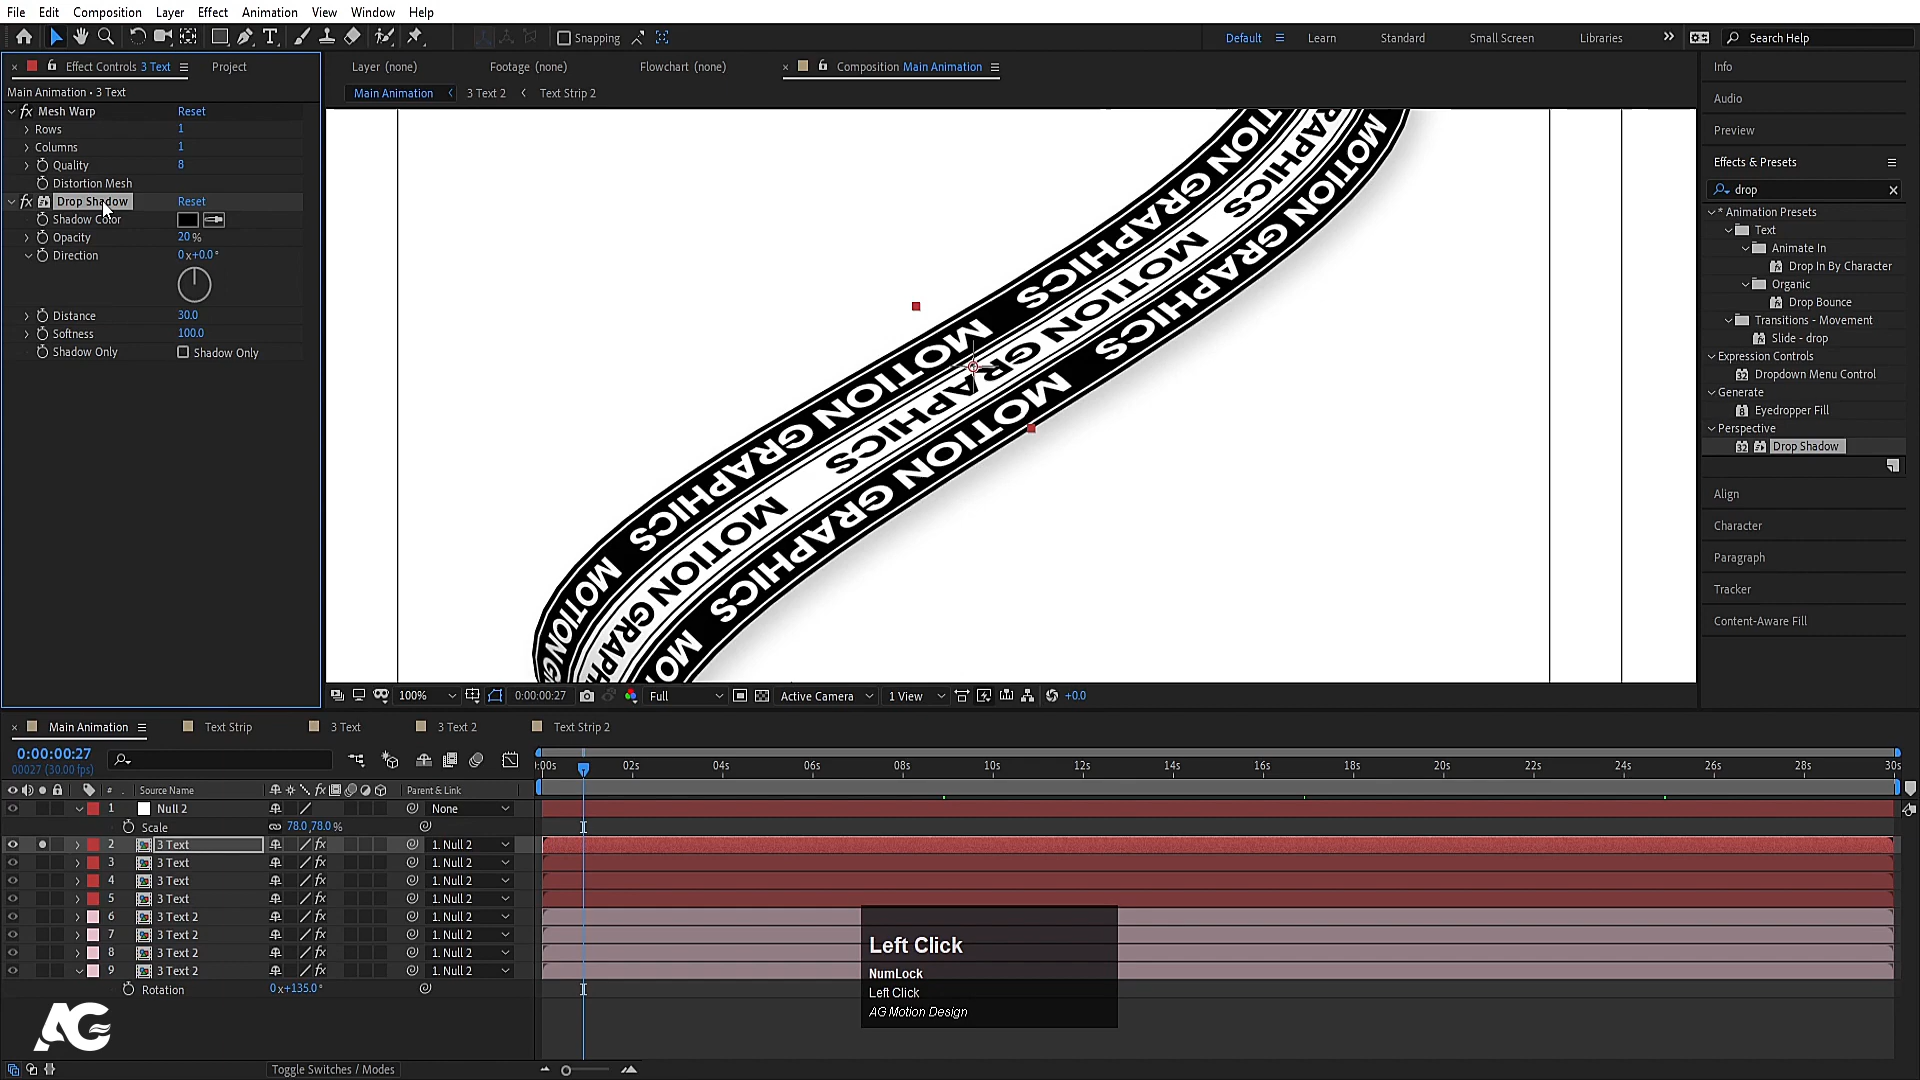 File Edit Composition Layer Effect Animation View Window Help
Snapping
Default Learn Standard Small Screen Libraries Search Help
Effect Controls 3 Text Project
Main Animation • 3 Text
Mesh Warp Reset
Rows 1
Columns 1
Quality 8
Distortion Mesh
Drop Shadow Reset
Shadow Color
Opacity 20 %
Direction 0x+0.0°
Distance 30.0
Softness 100.0
Shadow Only Shadow Only
Layer (none) Footage (none) Flowchart (none) Composition Main Animation
Main Animation 3 Text 2 Text Strip 2
MOTION GRAPHICS MOTION GRAPHICS MOTION GRAPHICS
MOTION GRAPHICS MOTION GRAPHICS
MOTION GRAPHICS MOTION GRAPHICS
100% 0:00:00:27 Full Active Camera 1 View +0.0
Info
Audio
Preview
Effects & Presets
drop
* Animation Presets
Text
Animate In
Drop In By Character
Organic
Drop Bounce
Transitions - Movement
Slide - drop
Expression Controls
Dropdown Menu Control
Generate
Eyedropper Fill
Perspective
Drop Shadow
Align
Character
Paragraph
Tracker
Content-Aware Fill
Main Animation Text Strip 3 Text 3 Text 2 Text Strip 2
0:00:00:27
00027 (30.00 fps)
:00s 02s 04s 06s 08s 10s 12s 14s 16s 18s 20s 22s 24s 26s 28s 30s
# Source Name Parent & Link
1 Null 2 None
Scale 78.0,78.0 %
2 3 Text 1. Null 2
3 3 Text 1. Null 2
4 3 Text 1. Null 2
5 3 Text 1. Null 2
6 3 Text 2 1. Null 2
7 3 Text 2 1. Null 2
8 3 Text 2 1. Null 2
9 3 Text 2 1. Null 2
Rotation 0x+135.0°
Left Click
NumLock
Left Click
AG Motion Design
AG
Toggle Switches / Modes